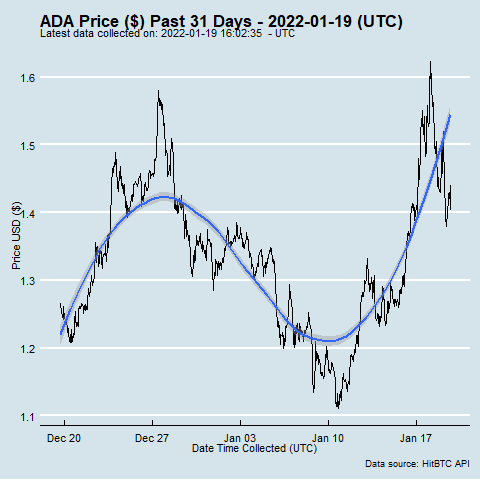 ADA Price ($) Past 31 Days - 2022-01-19 (UTC)
Latest data collected on: 2022-01-19 16:02:35  - UTC
1.6
1.5
1.4
1.3
1.2
1.1
Price USD ($)
Dec 20 Dec 27 Jan 03 Jan 10 Jan 17
Date Time Collected (UTC)
Data source: HitBTC API